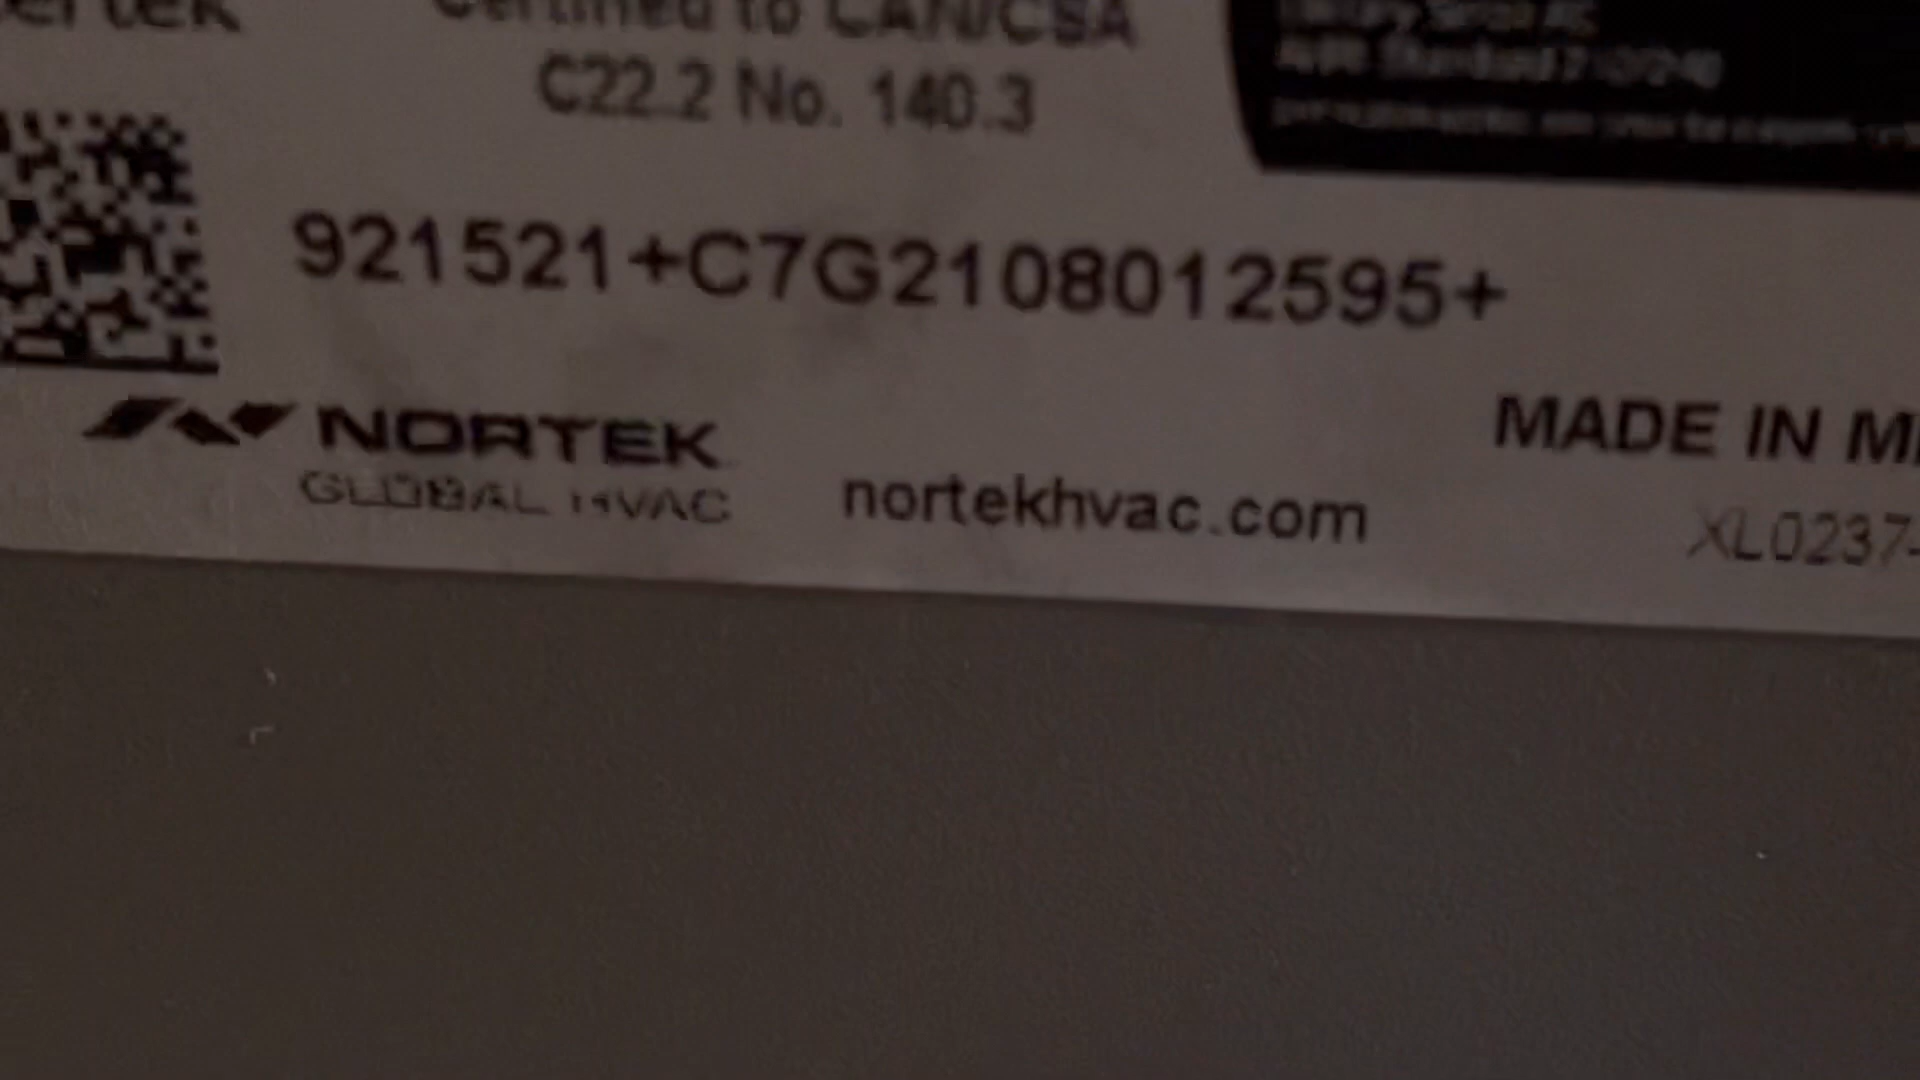 Certified to CAN/CSA
C22.2 No. 140.3
921521+C7G2108012595+
NORTEK
GLOBAL HVAC
nortekhvac.com
MADE IN
XL0237-